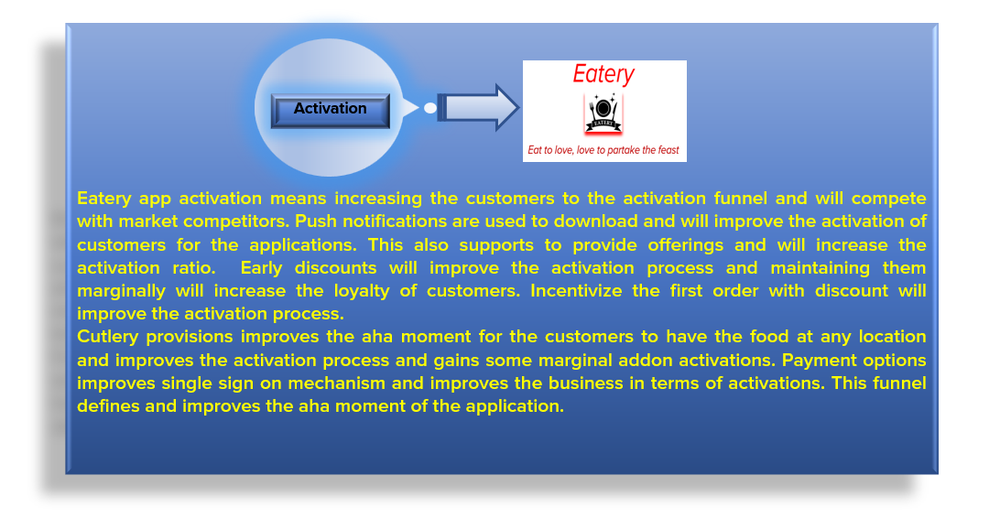 Activation
Eatery
EATERY
Eat to love, love to partake the feast
Eatery app activation means increasing the customers to the activation funnel and will compete
with market competitors. Push notifications are used to download and will improve the activation of
customers for the applications. This also supports to provide offerings and will increase the
activation ratio.  Early discounts will improve the activation process and maintaining them
marginally will increase the loyalty of customers. Incentivize the first order with discount will
improve the activation process.
Cutlery provisions improves the aha moment for the customers to have the food at any location
and improves the activation process and gains some marginal addon activations. Payment options
improves single sign on mechanism and improves the business in terms of activations. This funnel
defines and improves the aha moment of the application.